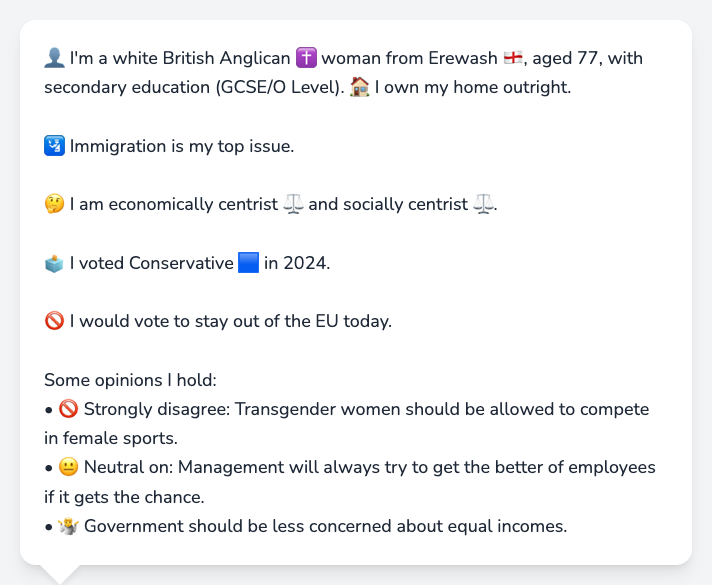 👤 I'm a white British Anglican ✝️ woman from Erewash 🏴󠁧󠁢󠁥󠁮󠁧󠁿, aged 77, with
secondary education (GCSE/O Level). 🏠 I own my home outright.
🛂 Immigration is my top issue.
🤔 I am economically centrist ⚖️ and socially centrist ⚖️.
🗳️ I voted Conservative 🟦 in 2024.
🚫 I would vote to stay out of the EU today.
Some opinions I hold:
• 🚫 Strongly disagree: Transgender women should be allowed to compete
in female sports.
• 😐 Neutral on: Management will always try to get the better of employees
if it gets the chance.
• 🤷 Government should be less concerned about equal incomes.